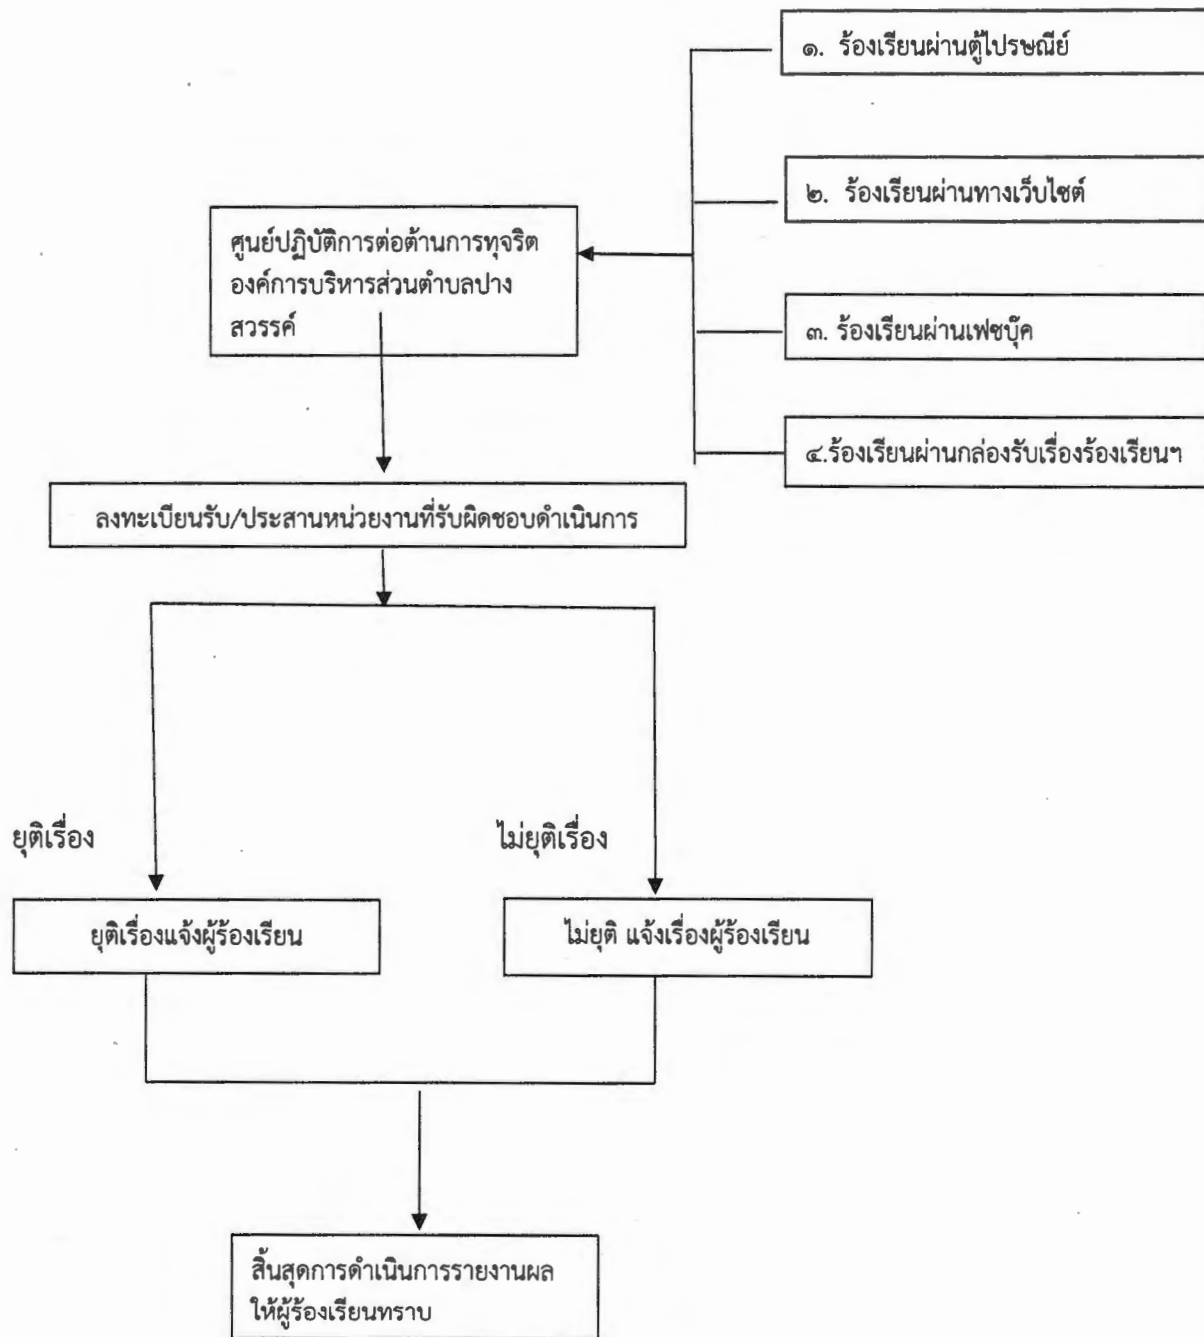 ๑. ร้องเรียนผ่านตู้ไปรษณีย์
๒. ร้องเรียนผ่านทางเว็บไซต์
ศูนย์ปฏิบัติการต่อต้านการทุจริต
องค์การบริหารส่วนตำบลปาง
สวรรค์
๓. ร้องเรียนผ่านเฟซบุ๊ค
๔.ร้องเรียนผ่านกล่องรับเรื่องร้องเรียนฯ
ลงทะเบียนรับ/ประสานหน่วยงานที่รับผิดชอบดำเนินการ
ยุติเรื่อง
ไม่ยุติเรื่อง
ยุติเรื่องแจ้งผู้ร้องเรียน
ไม่ยุติ แจ้งเรื่องผู้ร้องเรียน
สิ้นสุดการดำเนินการรายงานผล
ให้ผู้ร้องเรียนทราบ